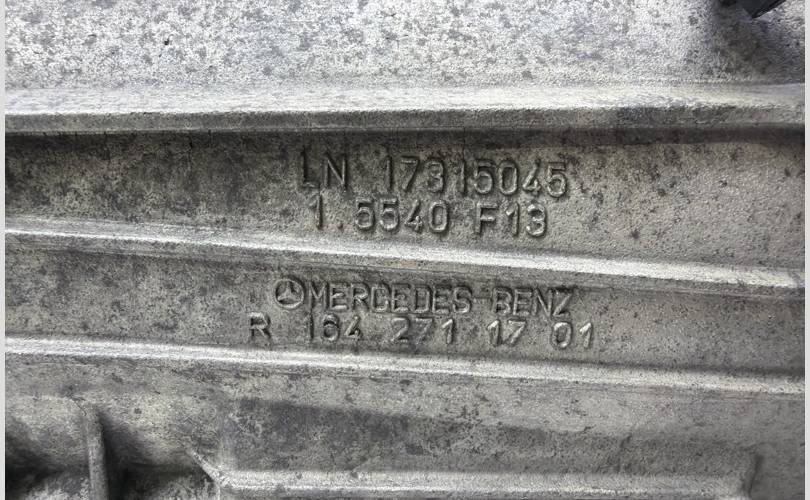 LN 17315045
1.5540 F13
MERCEDES-BENZ
R 164 271 17 01